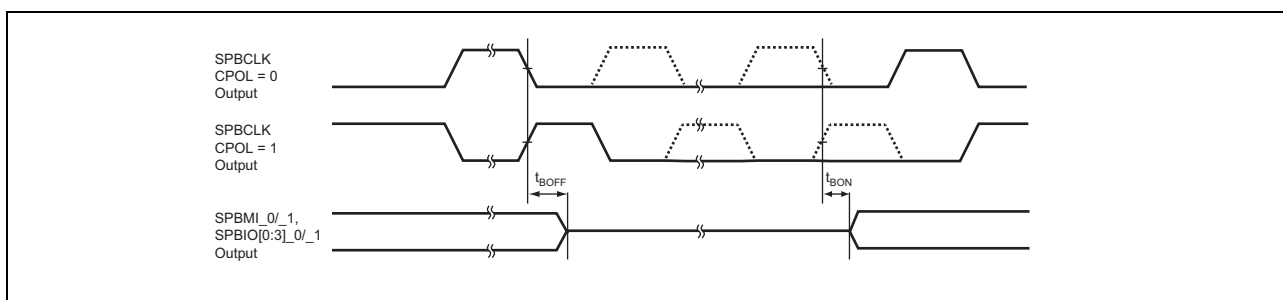 SPBCLK
CPOL = 0
Output
SPBCLK
CPOL = 1
Output
tBOFF
tBON
SPBMI_0/_1,
SPBIO[0:3]_0/_1
Output